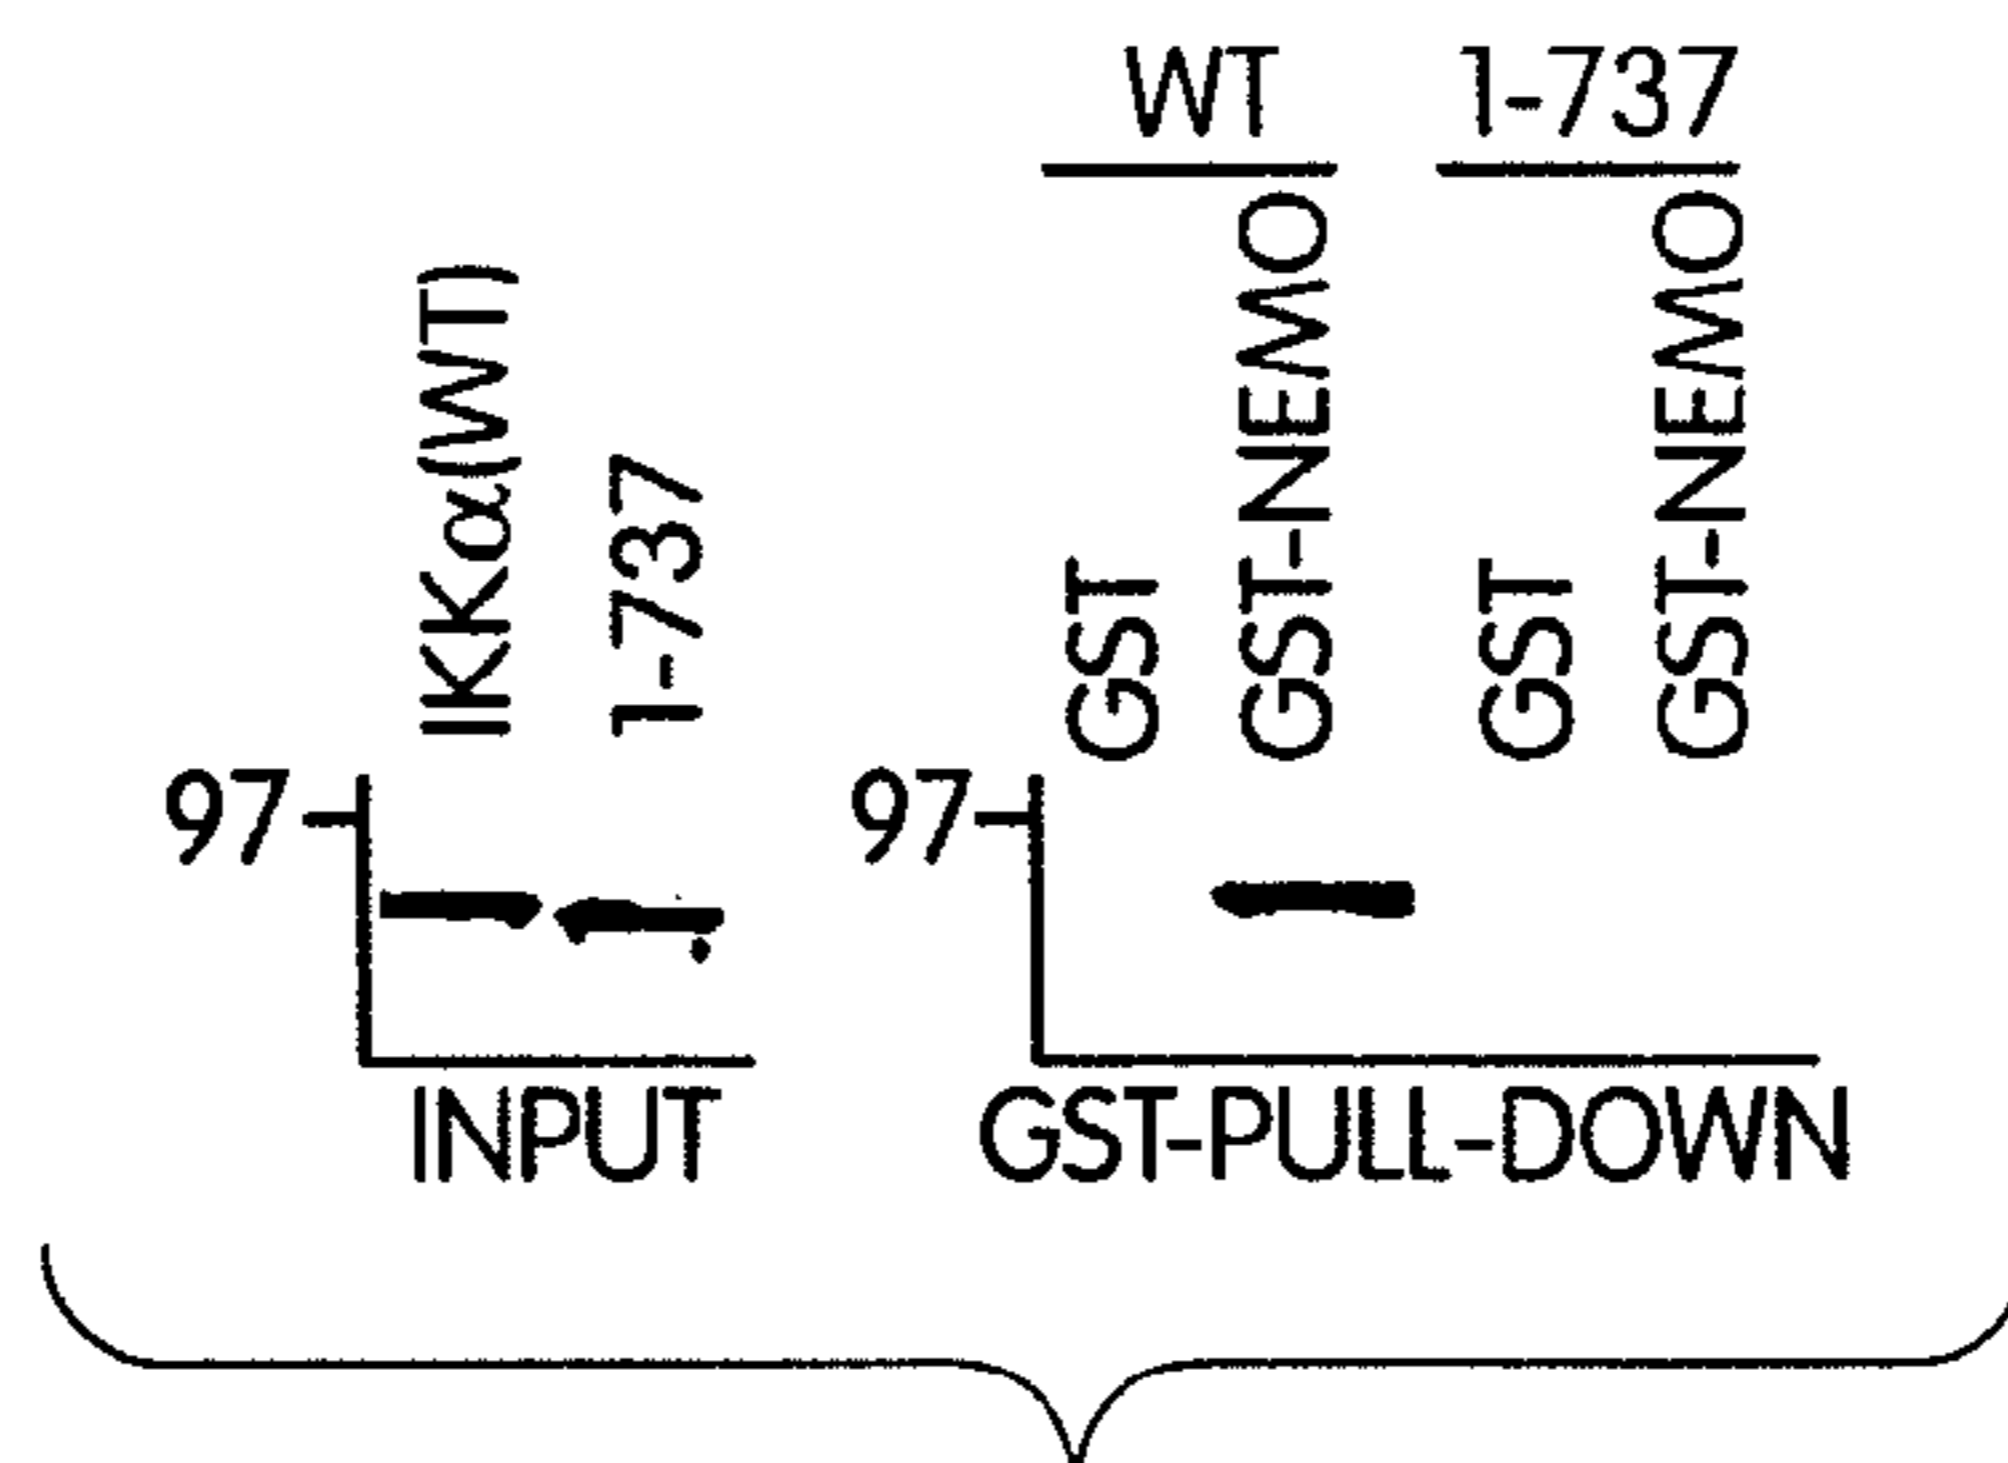 WT 1-737
IKKα(WT)
1-737
GST
GST-NEMO
GST
GST-NEMO
97
97
INPUT
GST-PULL-DOWN